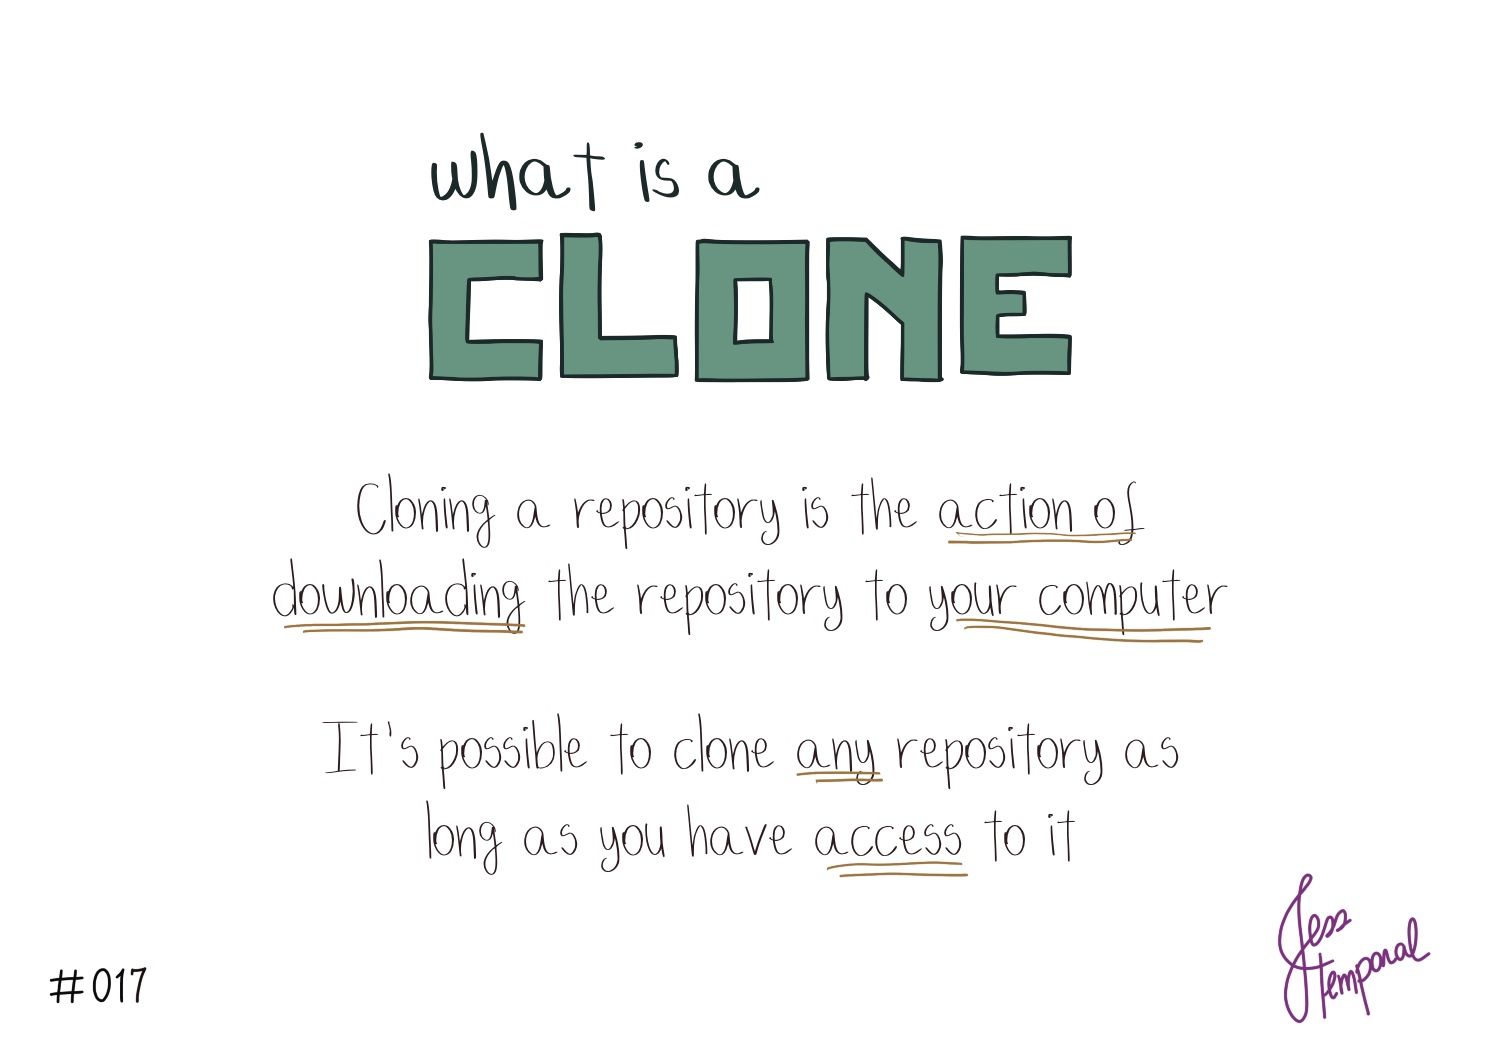 what is a
CLONE
Cloning a repository is the action of
downloading the repository to your computer
It's possible to clone any repository as
long as you have access to it
#017
Jess
temporal